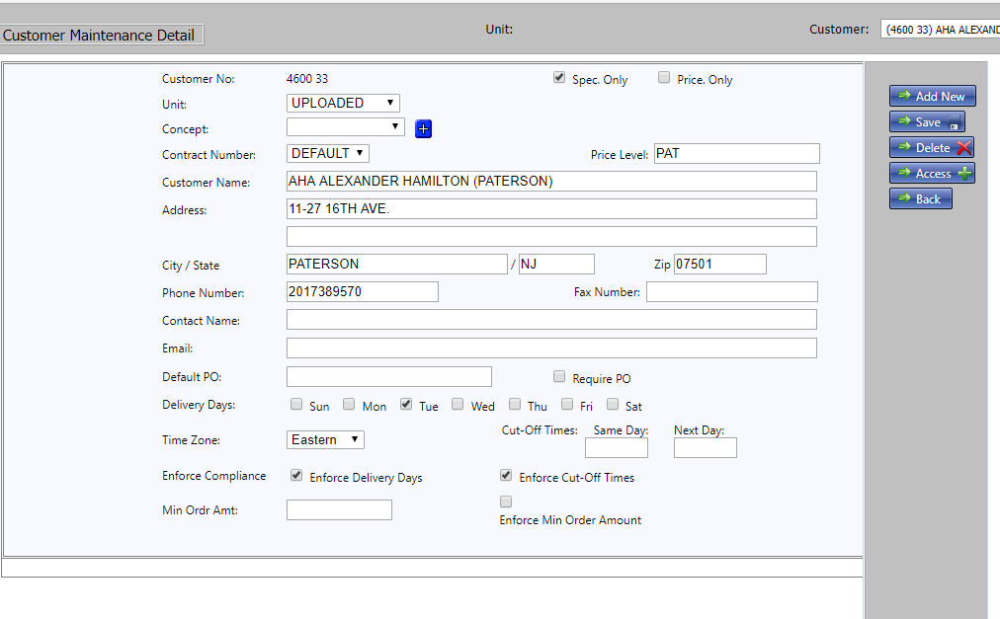 Customer Maintenance Detail Unit: Customer: (4600 33) AHA ALEXAND
Customer No: 4600 33 Spec. Only Price. Only
Unit: UPLOADED
Concept:
Contract Number: DEFAULT Price Level: PAT
Customer Name: AHA ALEXANDER HAMILTON (PATERSON)
Address: 11-27 16TH AVE.
City / State PATERSON / NJ Zip 07501
Phone Number: 2017389570 Fax Number:
Contact Name:
Email:
Default PO: Require PO
Delivery Days: Sun Mon Tue Wed Thu Fri Sat
Time Zone: Eastern Cut-Off Times: Same Day: Next Day:
Enforce Compliance Enforce Delivery Days Enforce Cut-Off Times
Min Ordr Amt: Enforce Min Order Amount
Add New
Save
Delete
Access
Back